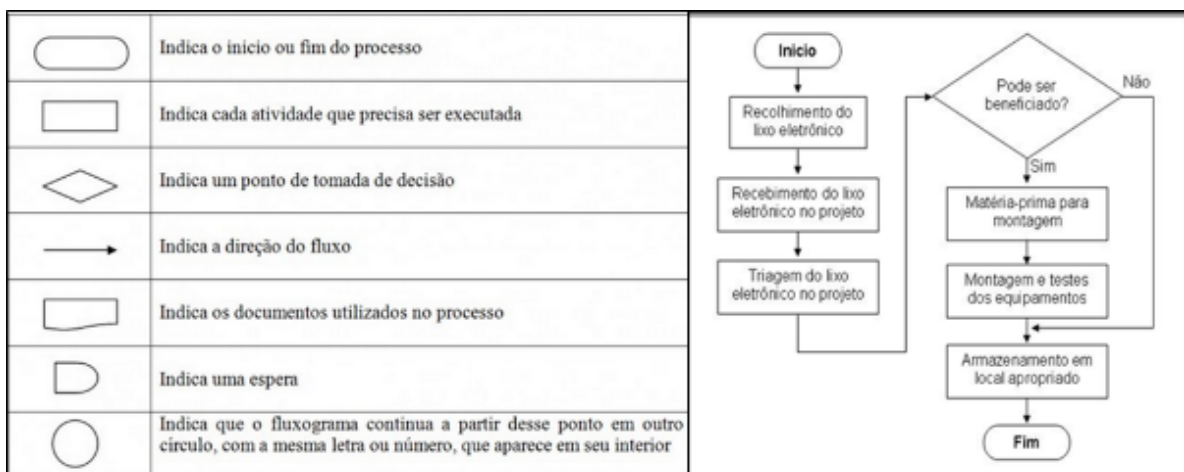 Indica o inicio ou fim do processo
Indica cada atividade que precisa ser executada
Indica um ponto de tomada de decisão
Indica a direção do fluxo
Indica os documentos utilizados no processo
Indica uma espera
Indica que o fluxograma continua a partir desse ponto em outro
círculo, com a mesma letra ou número, que aparece em seu interior
Inicio
Recolhimento do
lixo eletrônico
Recebimento do lixo
eletrônico no projeto
Triagem do lixo
eletrônico no projeto
Pode ser
beneficiado?
Não
Sim
Matéria-prima para
montagem
Montagem e testes
dos equipamentos
Armazenamento em
local apropriado
Fim